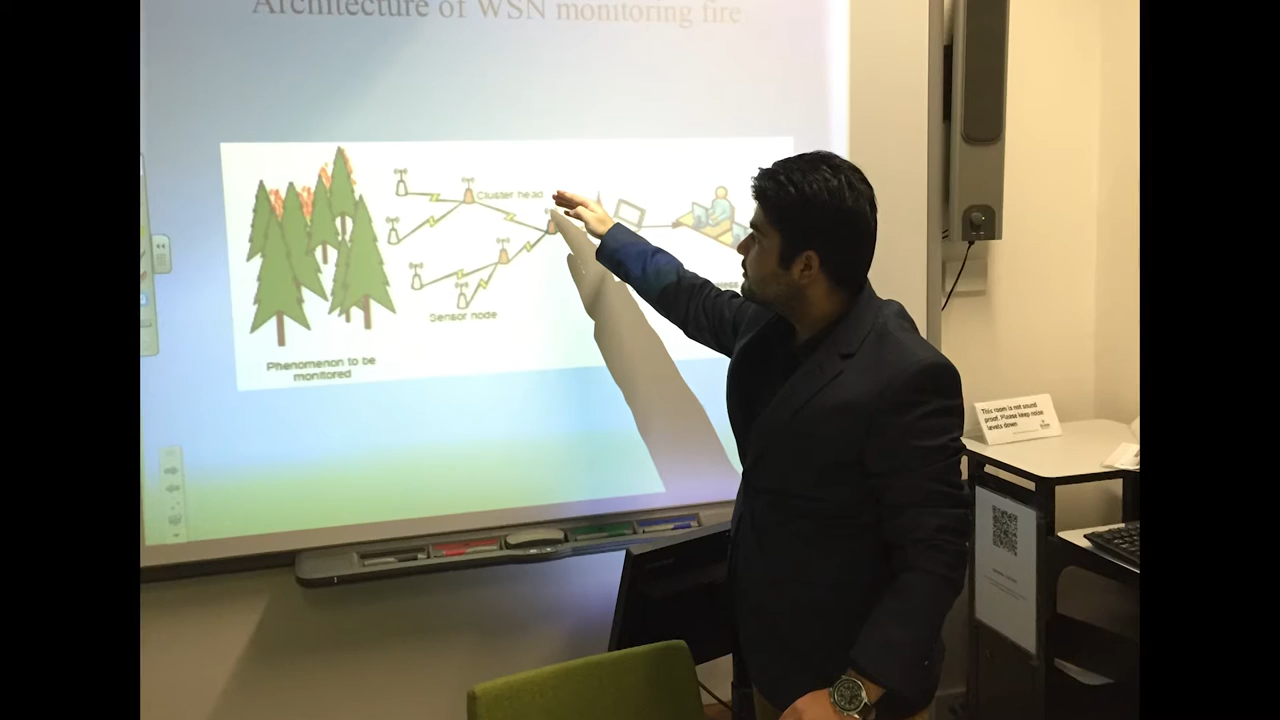 Architecture of WSN monitoring fire
Cluster head
Sensor node
Phenomenon to be
monitored
This room is not sound
proof. Please keep noise
levels down